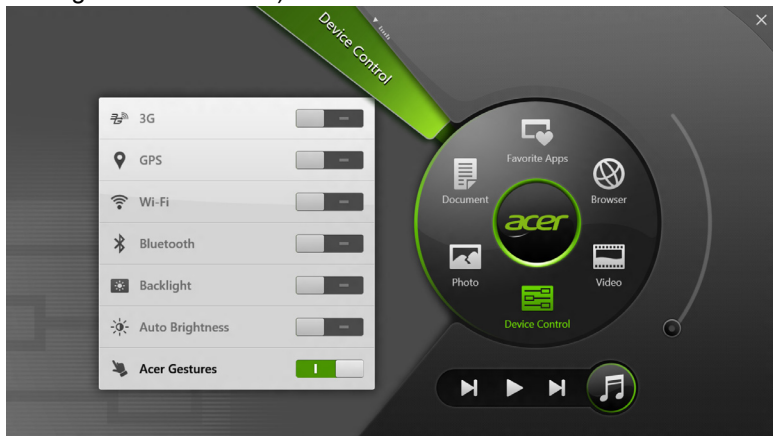 Device Control
3G
GPS
Wi-Fi
Bluetooth
Backlight
Auto Brightness
Acer Gestures
Favorite Apps
Document
Browser
acer
Photo
Video
Device Control